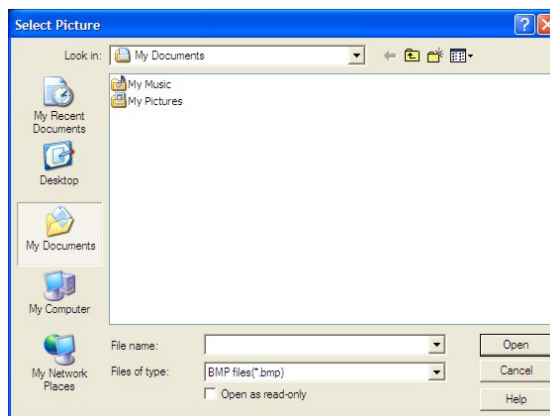 Select Picture
Look in:
My Documents
My Music
My Pictures
My Recent
Documents
Desktop
My Documents
My Computer
My Network
Places
File name:
Files of type:
BMP files(*.bmp)
Open as read-only
Open
Cancel
Help